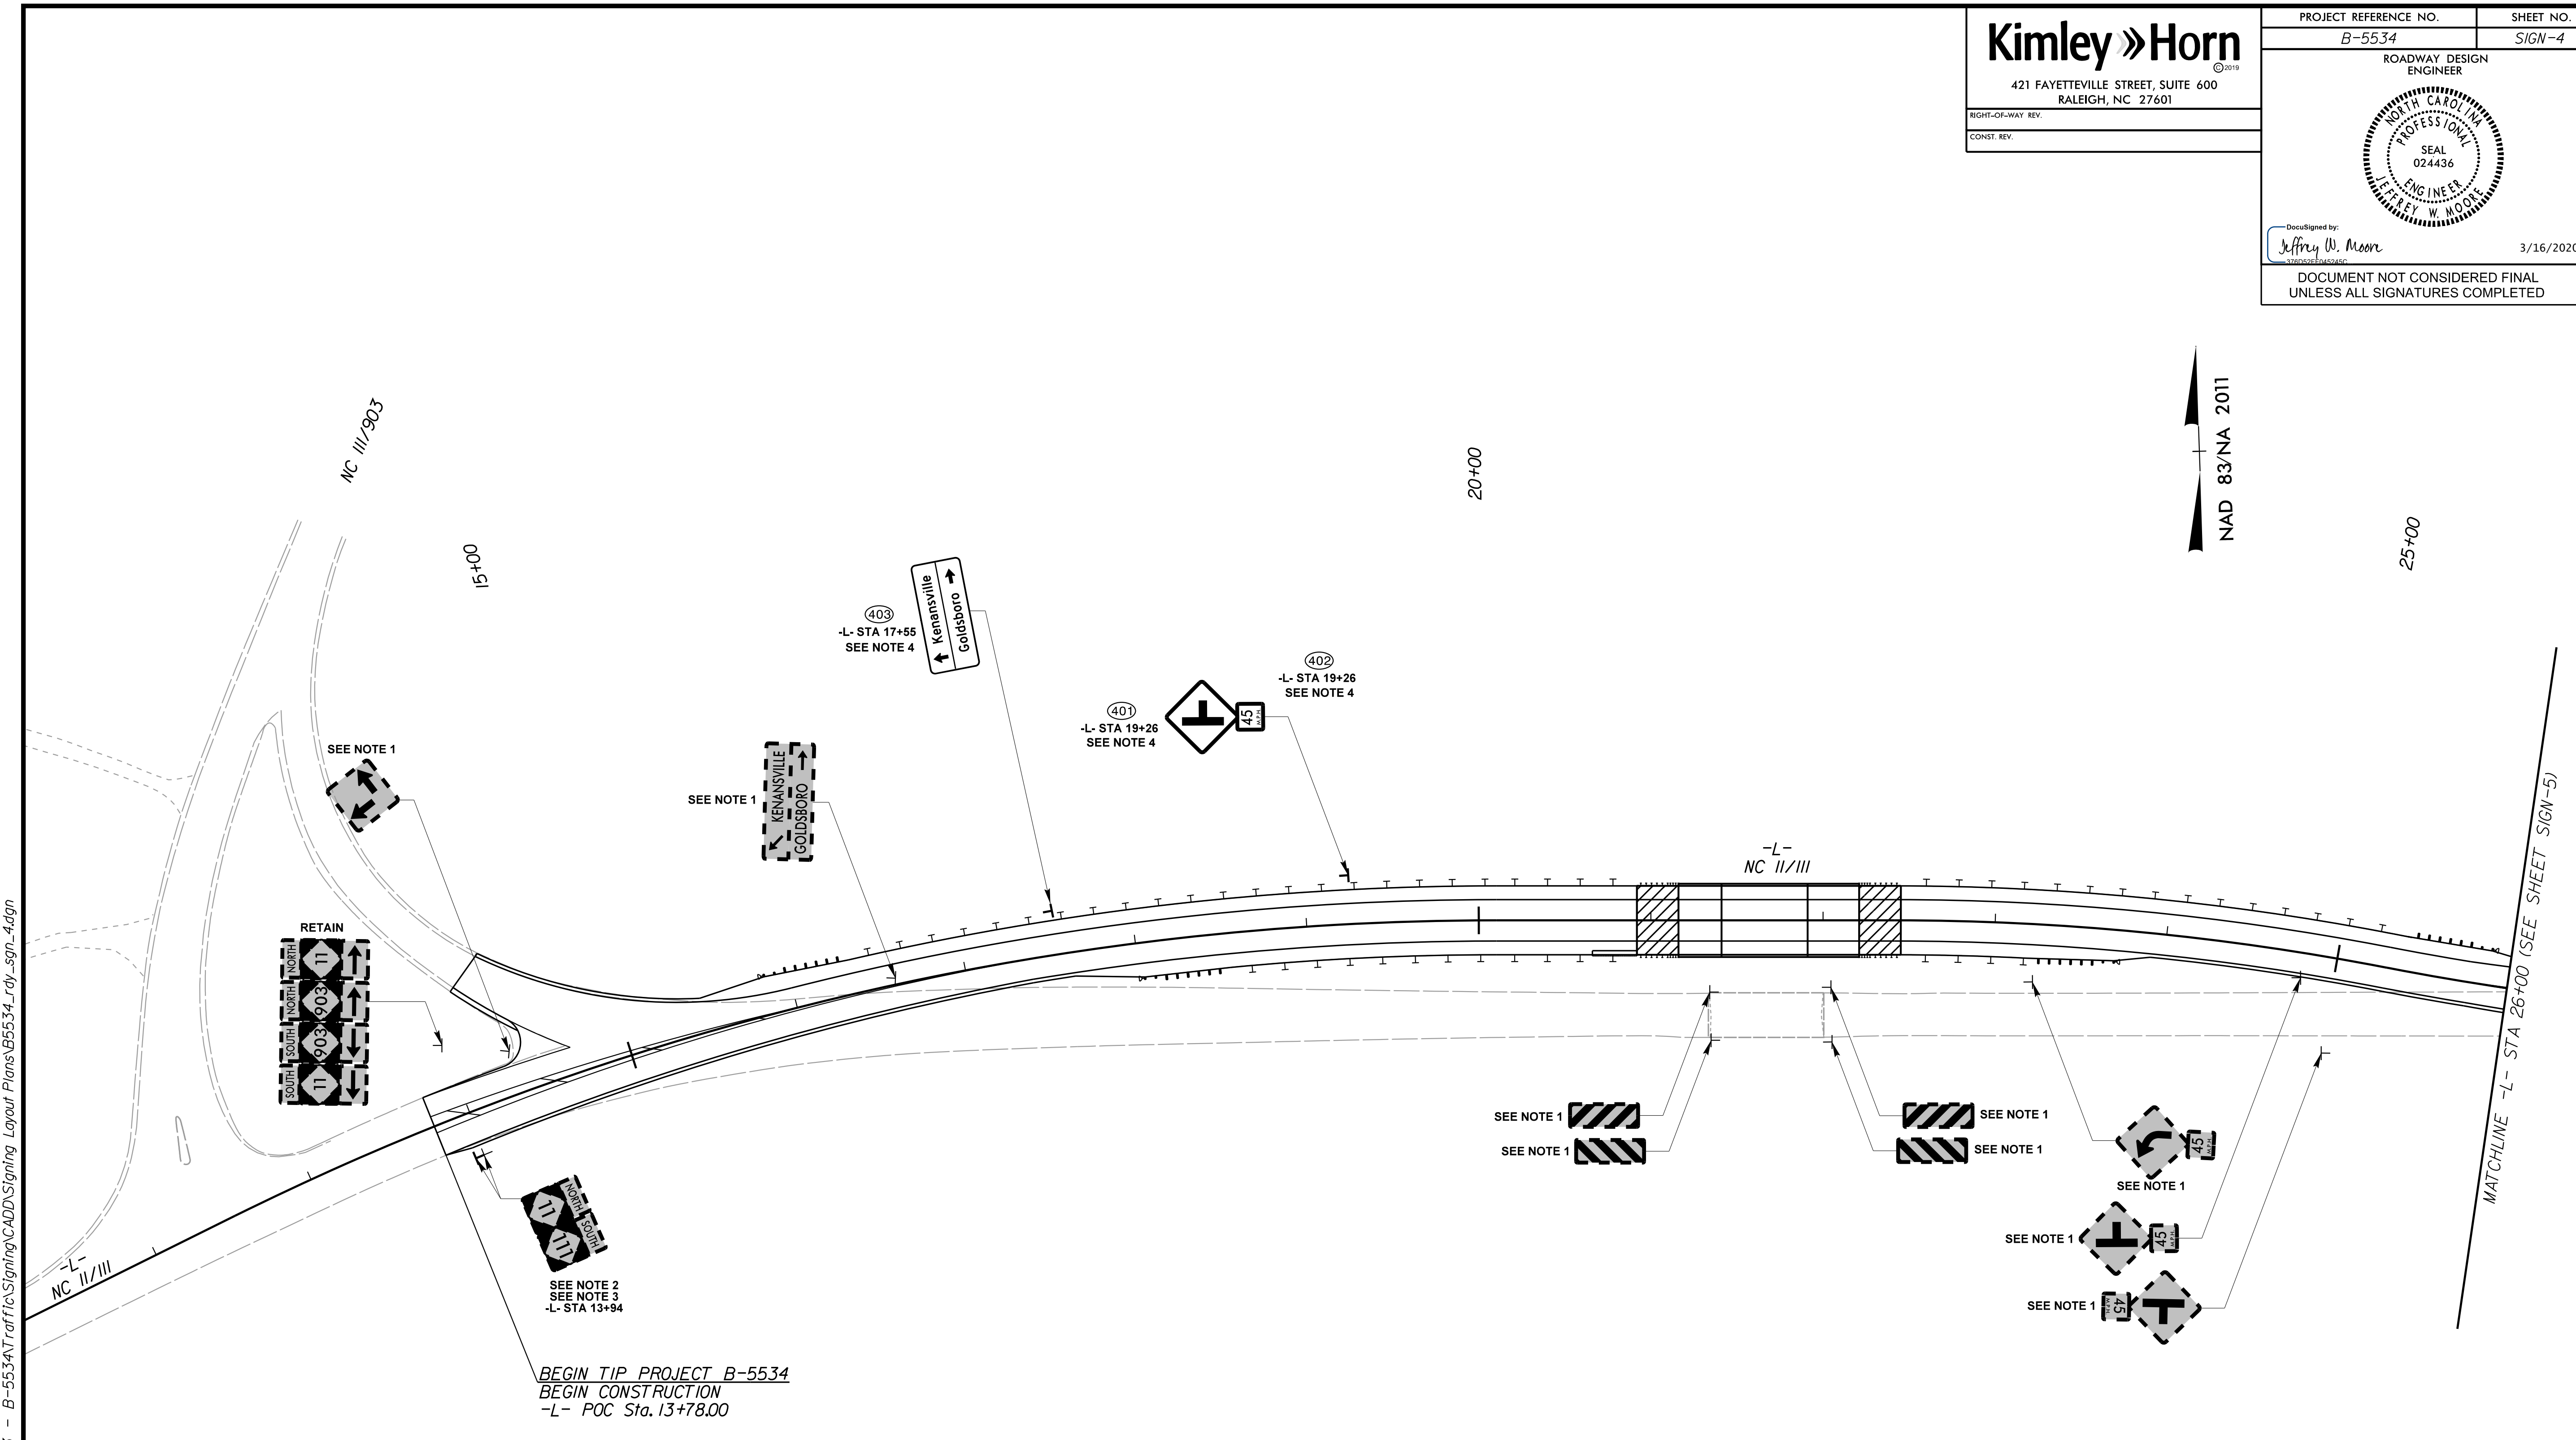 Kimley»Horn
© 2019
421 FAYETTEVILLE STREET, SUITE 600
RALEIGH, NC 27601
RIGHT-OF-WAY REV.
CONST. REV.
PROJECT REFERENCE NO.
SHEET NO.
B-5534
SIGN-4
ROADWAY DESIGN
ENGINEER
NORTH CAROLINA
PROFESSIONAL
SEAL
024436
ENGINEER
JEFFREY W. MOORE
DocuSigned by:
Jeffrey W. Moore
3/16/2020
376D52EE045245C
DOCUMENT NOT CONSIDERED FINAL
UNLESS ALL SIGNATURES COMPLETED
NAD 83/NA 2011
NC 111/903
15+00
20+00
25+00
403
-L- STA 17+55
SEE NOTE 4
Kenansville
Goldsboro
402
-L- STA 19+26
SEE NOTE 4
401
-L- STA 19+26
SEE NOTE 4
45
M.P.H.
SEE NOTE 1
SEE NOTE 1
KENANSVILLE
GOLDSBORO
-L-
NC 11/111
RETAIN
NORTH 11
NORTH 903
SOUTH 903
SOUTH 11
SEE NOTE 1
SEE NOTE 1
SEE NOTE 1
SEE NOTE 1
45
M.P.H.
SEE NOTE 1
SEE NOTE 1
45
M.P.H.
SEE NOTE 1
45
M.P.H.
NORTH
11
SOUTH
111
SEE NOTE 2
SEE NOTE 3
-L- STA 13+94
-L-
NC 11/111
BEGIN TIP PROJECT B-5534
BEGIN CONSTRUCTION
-L- POC Sta. 13+78.00
MATCHLINE -L- STA 26+00 (SEE SHEET SIGN-5)
- B-5534\Traffic\Signing\CADD\Signing Layout Plans\B5534_rdy_sgn_4.dgn